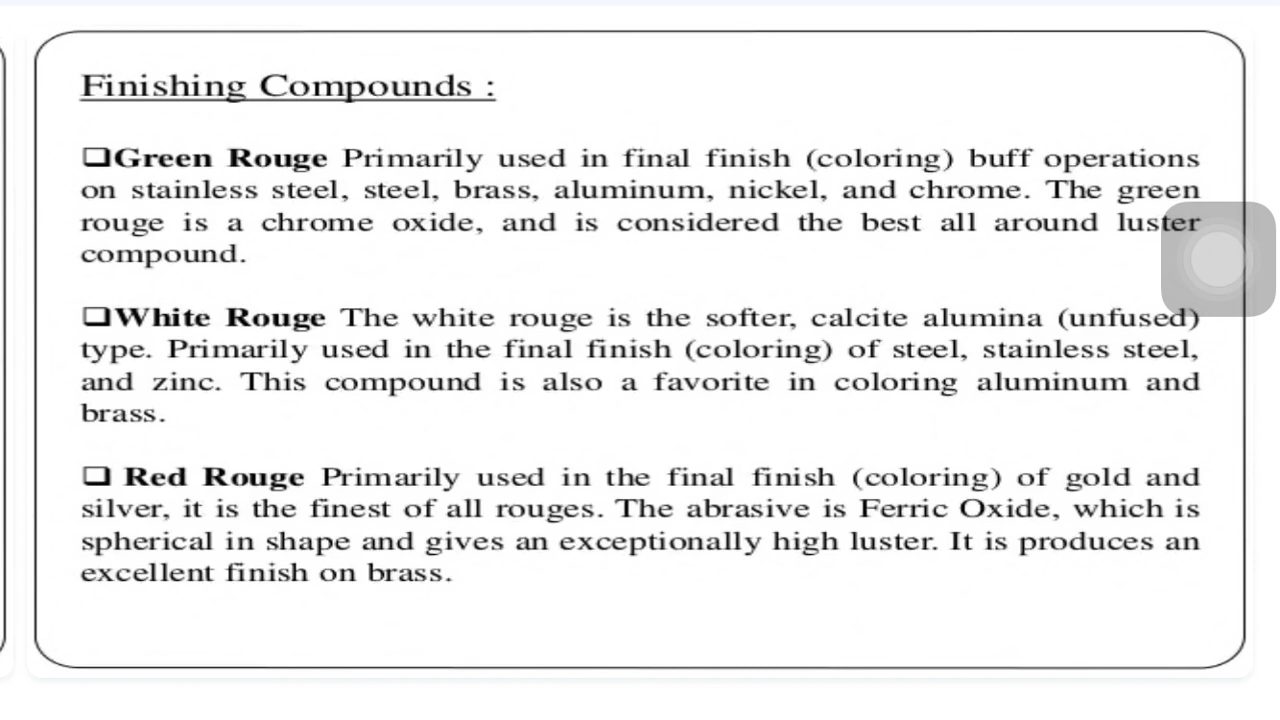 Finishing Compounds :
❑Green Rouge Primarily used in final finish (coloring) buff operations
on stainless steel, steel, brass, aluminum, nickel, and chrome. The green
rouge is a chrome oxide, and is considered the best all around luster
compound.
❑White Rouge The white rouge is the softer, calcite alumina (unfused)
type. Primarily used in the final finish (coloring) of steel, stainless steel,
and zinc. This compound is also a favorite in coloring aluminum and
brass.
❑ Red Rouge Primarily used in the final finish (coloring) of gold and
silver, it is the finest of all rouges. The abrasive is Ferric Oxide, which is
spherical in shape and gives an exceptionally high luster. It is produces an
excellent finish on brass.